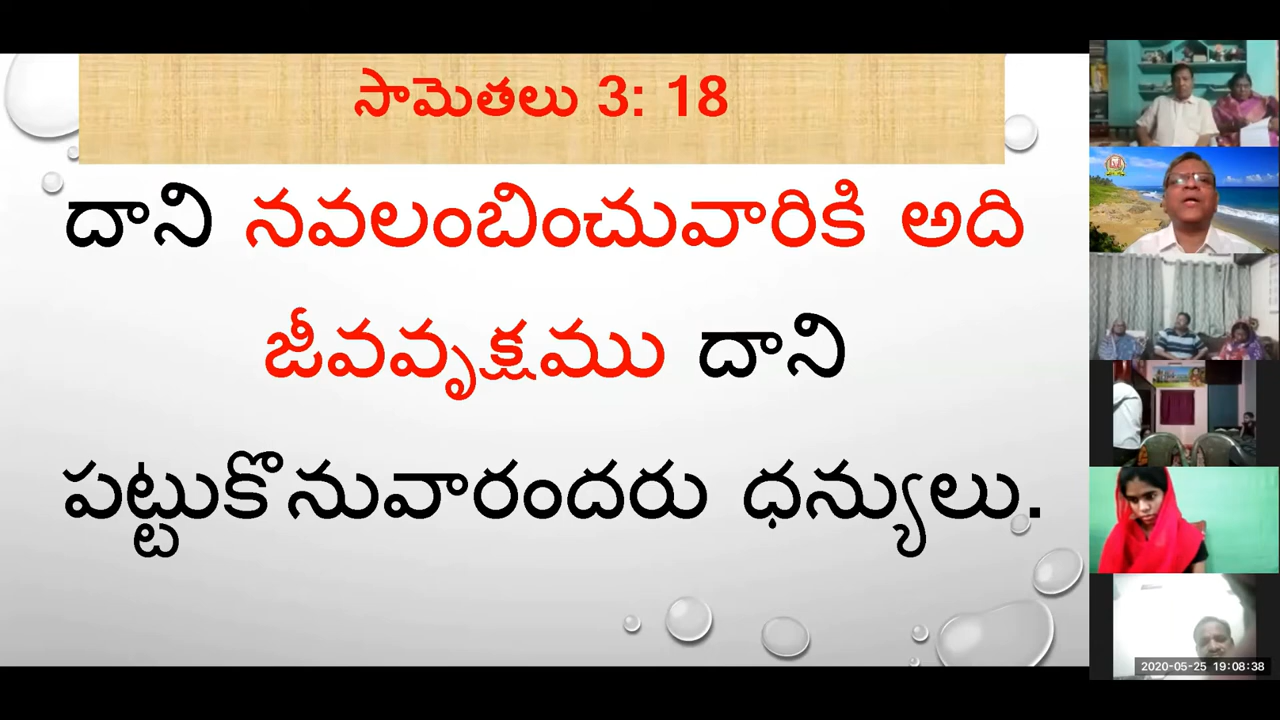 సామెతలు 3: 18
దాని నవలంబించువారికి అది
జీవవృక్షము దాని
పట్టుకొనువారందరు ధన్యులు.
2020-05-25 19:08:38